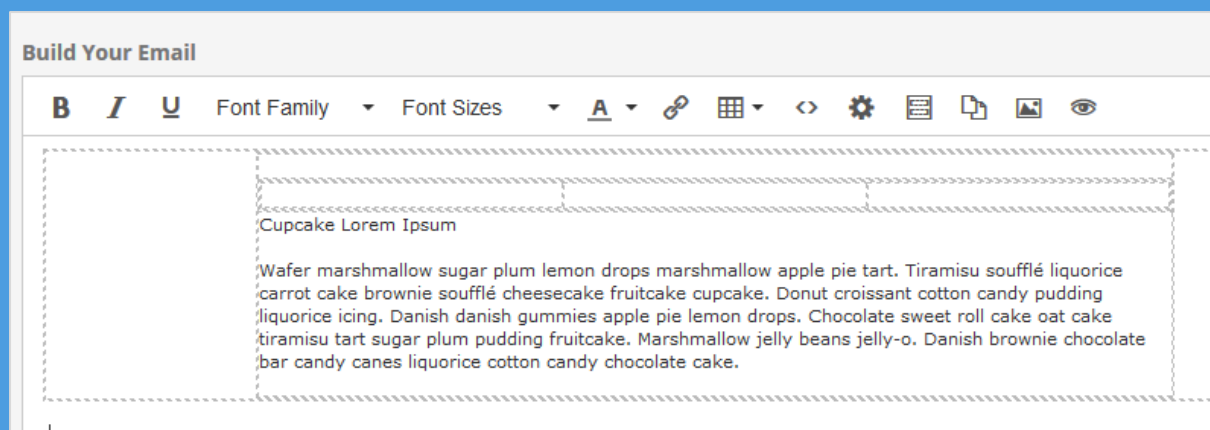 Build Your Email
B I U Font Family Font Sizes A
Cupcake Lorem Ipsum
Wafer marshmallow sugar plum lemon drops marshmallow apple pie tart. Tiramisu soufflé liquorice
carrot cake brownie soufflé cheesecake fruitcake cupcake. Donut croissant cotton candy pudding
liquorice icing. Danish danish gummies apple pie lemon drops. Chocolate sweet roll cake oat cake
tiramisu tart sugar plum pudding fruitcake. Marshmallow jelly beans jelly-o. Danish brownie chocolate
bar candy canes liquorice cotton candy chocolate cake.